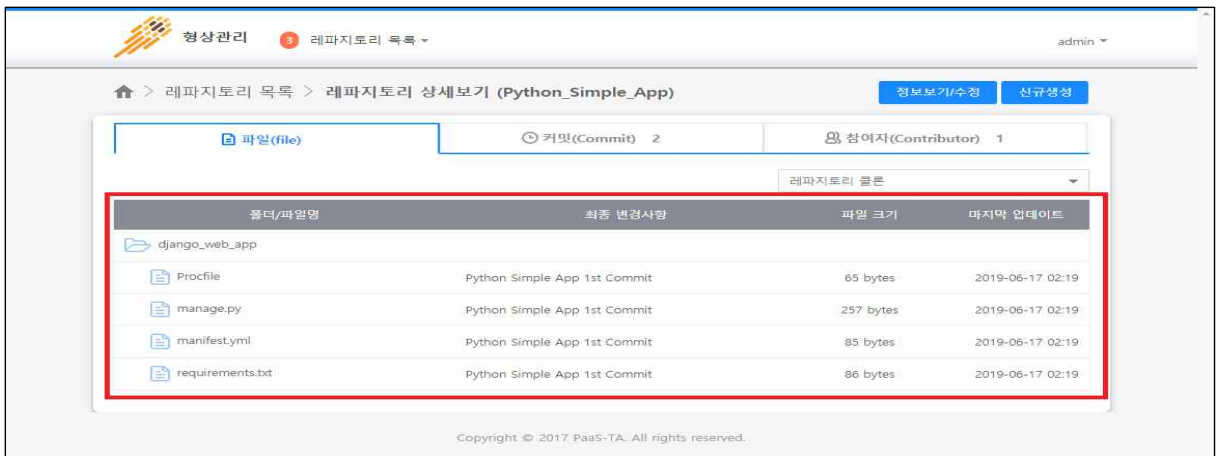 형상관리 3 레파지토리 목록 admin
레파지토리 목록 > 레파지토리 상세보기 (Python_Simple_App) 정보보기/수정 신규생성
파일(file) 커밋(Commit) 2 참여자(Contributor) 1
레파지토리 클론
폴더/파일명 최종 변경사항 파일 크기 마지막 업데이트
django_web_app
Procfile Python Simple App 1st Commit 65 bytes 2019-06-17 02:19
manage.py Python Simple App 1st Commit 257 bytes 2019-06-17 02:19
manifest.yml Python Simple App 1st Commit 85 bytes 2019-06-17 02:19
requirements.txt Python Simple App 1st Commit 86 bytes 2019-06-17 02:19
Copyright © 2017 PaaS-TA. All rights reserved.